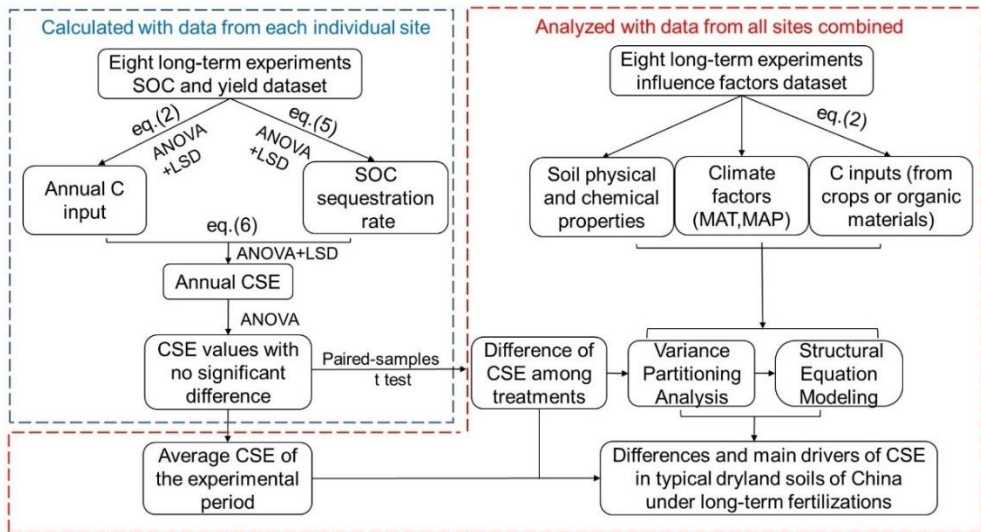 Calculated with data from each individual site
Eight long-term experiments
SOC and yield dataset
eq.(2)
ANOVA
+LSD
eq.(5)
ANOVA
+LSD
Annual C
input
SOC
sequestration
rate
eq.(6)
ANOVA+LSD
Annual CSE
ANOVA
CSE values with
no significant
difference
Paired-samples
t test
Average CSE of
the experimental
period
Analyzed with data from all sites combined
Eight long-term experiments
influence factors dataset
eq.(2)
Soil physical
and chemical
properties
Climate
factors
(MAT,MAP)
C inputs (from
crops or organic
materials)
Difference of
CSE among
treatments
Variance
Partitioning
Analysis
Structural
Equation
Modeling
Differences and main drivers of CSE
in typical dryland soils of China
under long-term fertilizations